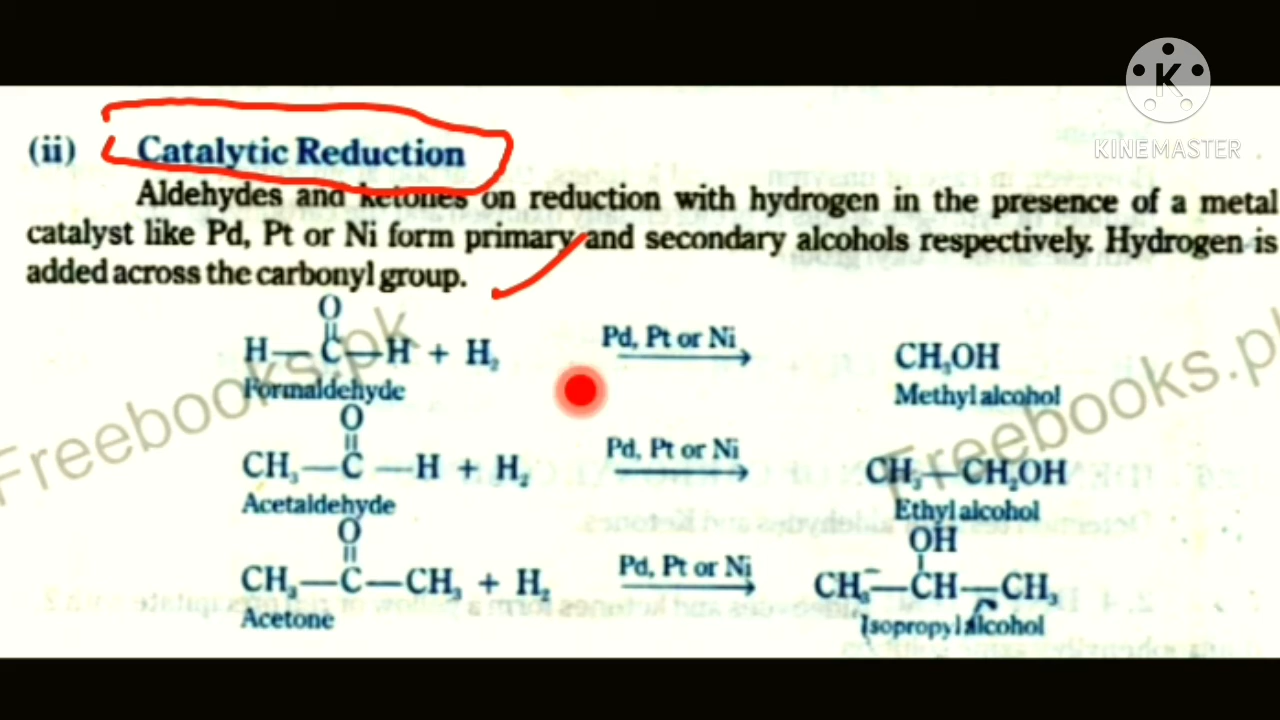 KINEMASTER
(ii) Catalytic Reduction
Aldehydes and ketones on reduction with hydrogen in the presence of a metal
catalyst like Pd, Pt or Ni form primary and secondary alcohols respectively. Hydrogen is
added across the carbonyl group.
O
||
H—C—H + H₂ Pd, Pt or Ni CH₃OH
Formaldehyde Methyl alcohol
O
||
CH₃—C—H + H₂ Pd, Pt or Ni CH₃—CH₂OH
Acetaldehyde Ethyl alcohol
O OH
|| |
CH₃—C—CH₃ + H₂ Pd, Pt or Ni CH₃—CH—CH₃
Acetone Isopropyl alcohol
Freebooks.pk
Freebooks.pk